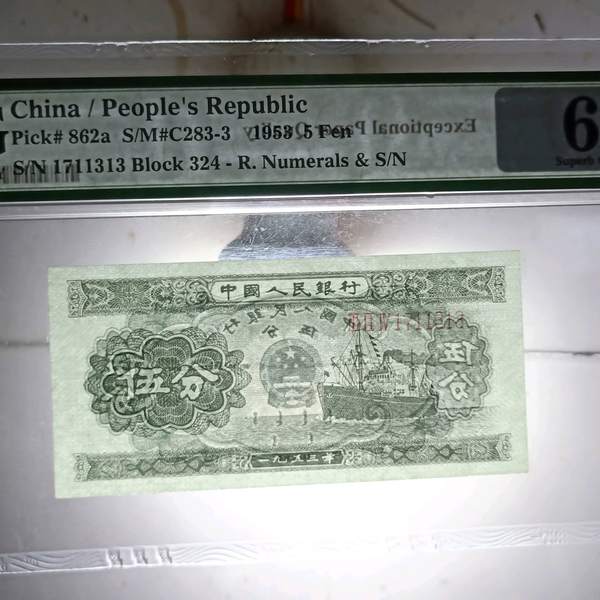 China / People's Republic
Pick# 862a S/M#C283-3 1953 5 Fen
S/N 1711313 Block 324 - R. Numerals & S/N
Exceptional Paper Quality
6
Superb
中國人民銀行
伍分
伍分
一九五三年